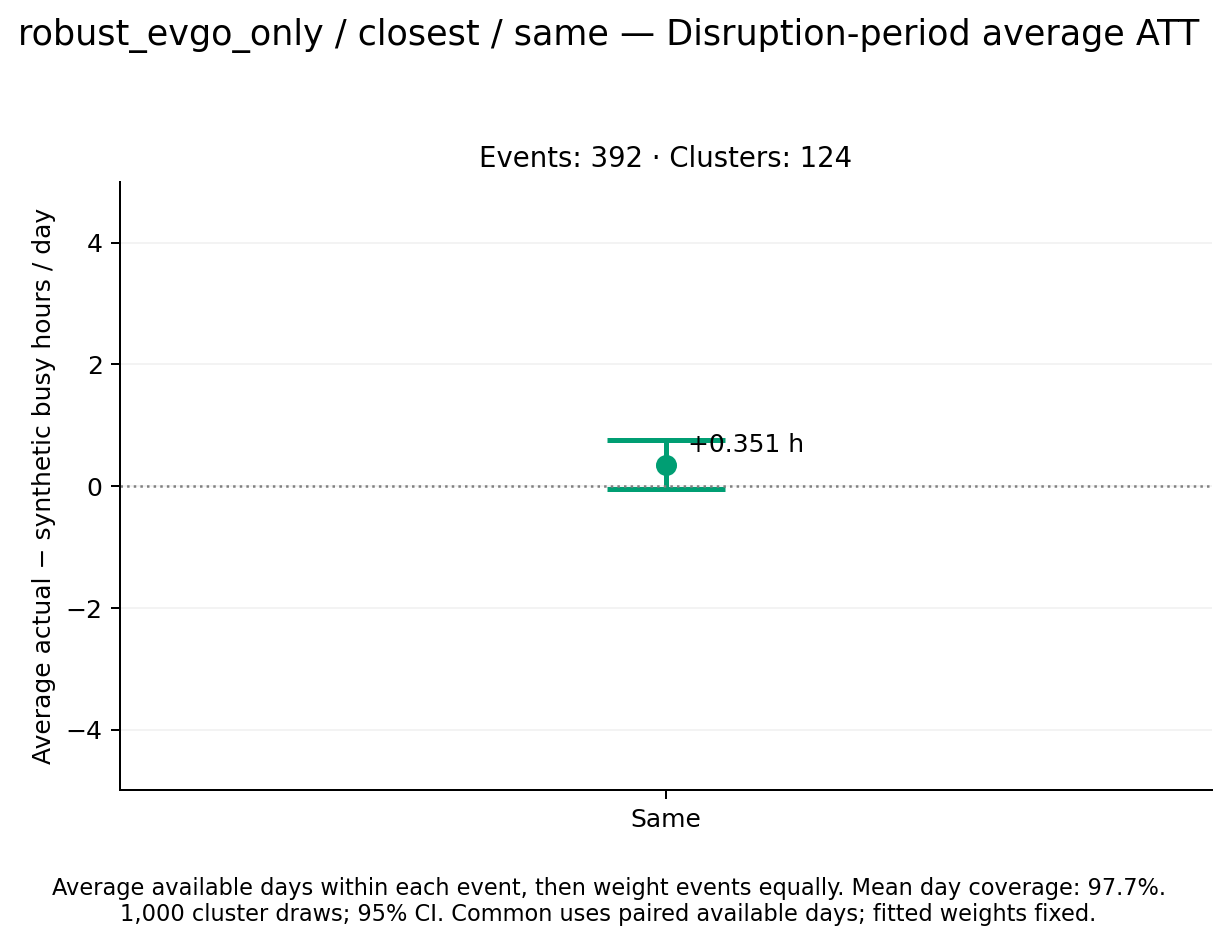 robust_evgo_only / closest / same — Disruption-period average ATT
Events: 392 · Clusters: 124
Average actual − synthetic busy hours / day
4
2
0
−2
−4
+0.351 h
Same
Average available days within each event, then weight events equally. Mean day coverage: 97.7%.
1,000 cluster draws; 95% CI. Common uses paired available days; fitted weights fixed.